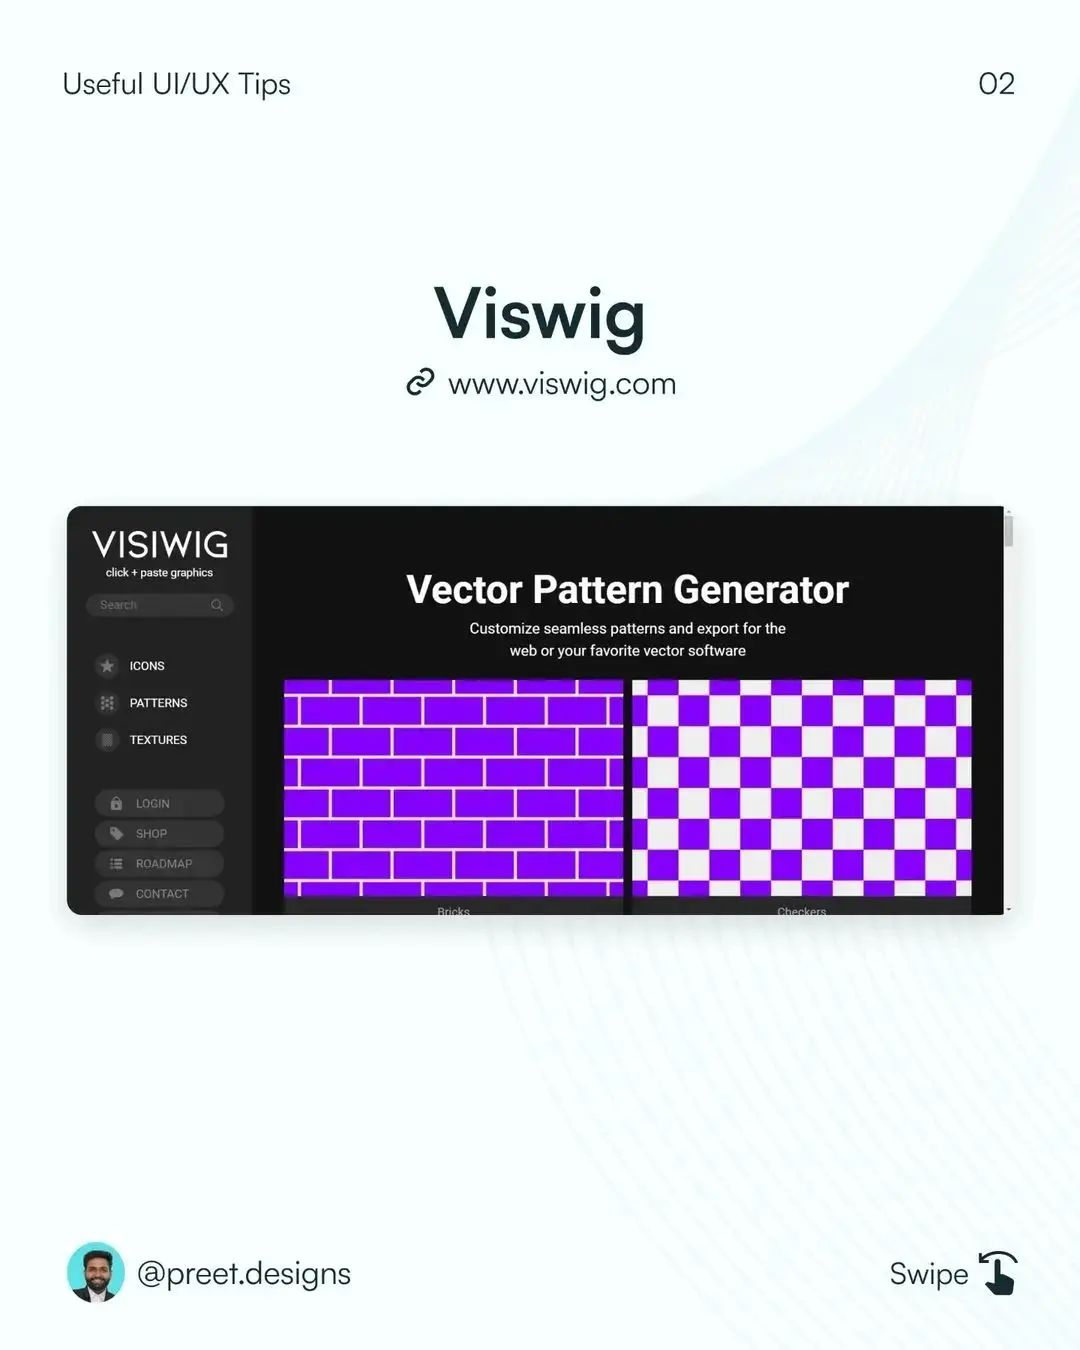 Useful UI/UX Tips
02
Viswig
www.viswig.com
VISIWIG
click + paste graphics
Search
ICONS
PATTERNS
TEXTURES
LOGIN
SHOP
ROADMAP
CONTACT
Vector Pattern Generator
Customize seamless patterns and export for the
web or your favorite vector software
Bricks
Checkers
@preet.designs
Swipe